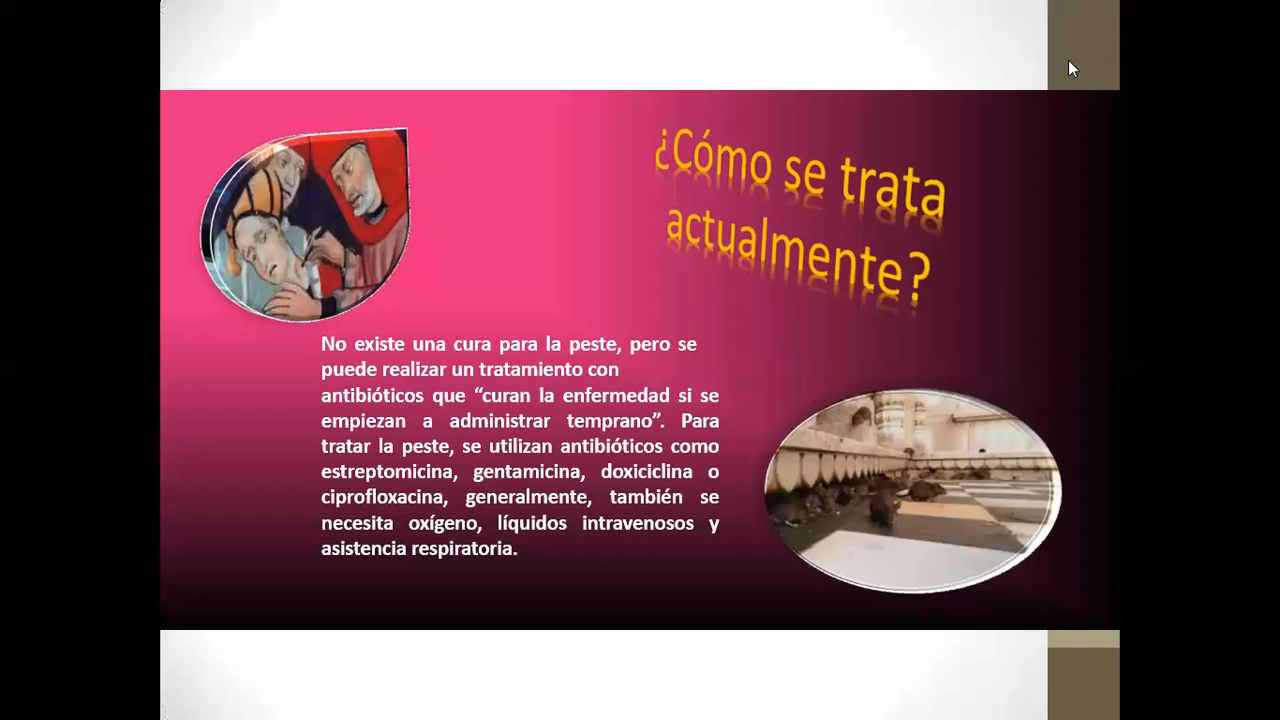 ¿Cómo se trata
actualmente?
No existe una cura para la peste, pero se
puede realizar un tratamiento con
antibióticos que “curan la enfermedad si se
empiezan a administrar temprano”. Para
tratar la peste, se utilizan antibióticos como
estreptomicina, gentamicina, doxiciclina o
ciprofloxacina, generalmente, también se
necesita oxígeno, líquidos intravenosos y
asistencia respiratoria.